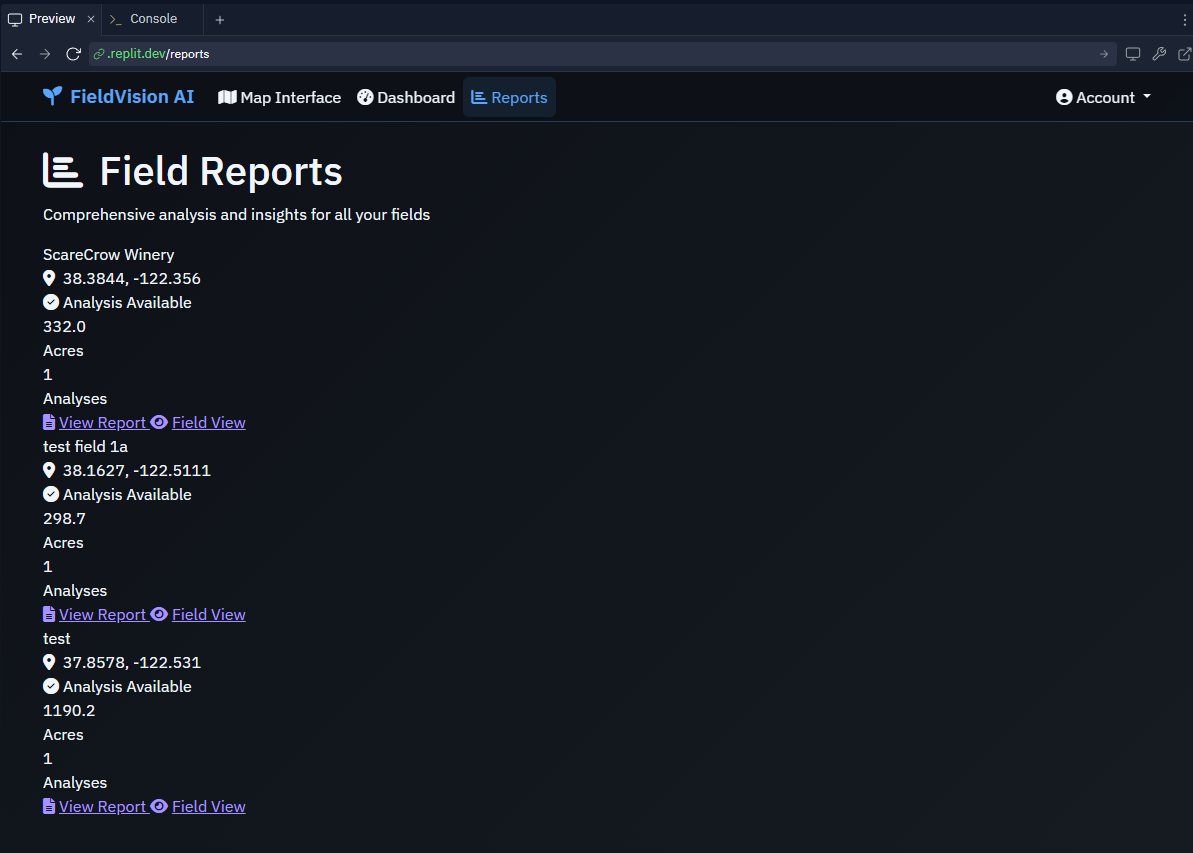 Preview × >_ Console +
.replit.dev/reports
FieldVision AI Map Interface Dashboard Reports Account
Field Reports
Comprehensive analysis and insights for all your fields
ScareCrow Winery
38.3844, -122.356
Analysis Available
332.0
Acres
1
Analyses
View Report Field View
test field 1a
38.1627, -122.5111
Analysis Available
298.7
Acres
1
Analyses
View Report Field View
test
37.8578, -122.531
Analysis Available
1190.2
Acres
1
Analyses
View Report Field View